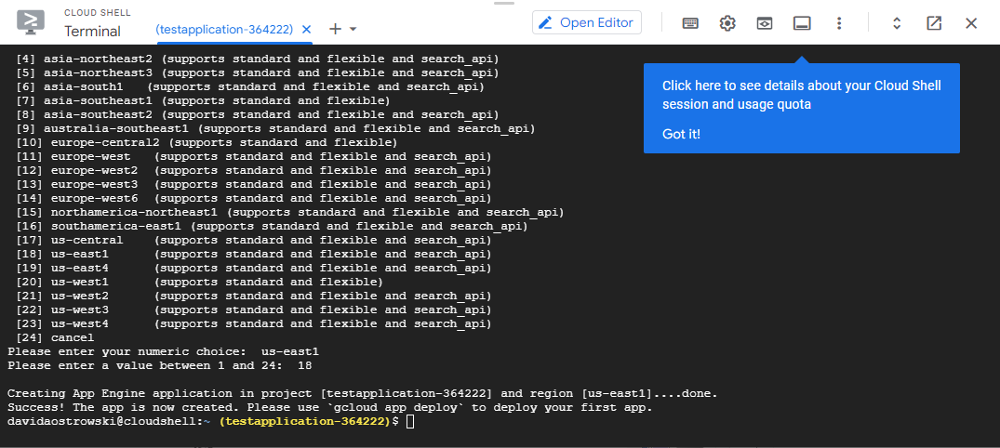 CLOUD SHELL
Terminal
(testapplication-364222)
Open Editor
[4] asia-northeast2 (supports standard and flexible and search_api)
[5] asia-northeast3 (supports standard and flexible and search_api)
[6] asia-south1   (supports standard and flexible and search_api)
[7] asia-southeast1 (supports standard and flexible)
[8] asia-southeast2 (supports standard and flexible and search_api)
[9] australia-southeast1 (supports standard and flexible and search_api)
[10] europe-central2 (supports standard and flexible)
[11] europe-west   (supports standard and flexible and search_api)
[12] europe-west2  (supports standard and flexible and search_api)
[13] europe-west3  (supports standard and flexible and search_api)
[14] europe-west6  (supports standard and flexible and search_api)
[15] northamerica-northeast1 (supports standard and flexible and search_api)
[16] southamerica-east1 (supports standard and flexible and search_api)
[17] us-central    (supports standard and flexible and search_api)
[18] us-east1      (supports standard and flexible and search_api)
[19] us-east4      (supports standard and flexible and search_api)
[20] us-west1      (supports standard and flexible)
[21] us-west2      (supports standard and flexible and search_api)
[22] us-west3      (supports standard and flexible and search_api)
[23] us-west4      (supports standard and flexible and search_api)
[24] cancel
Please enter your numeric choice:  us-east1
Please enter a value between 1 and 24:  18
Creating App Engine application in project [testapplication-364222] and region [us-east1]....done.
Success! The app is now created. Please use `gcloud app deploy` to deploy your first app.
davidaostrowski@cloudshell:~ (testapplication-364222)$
Click here to see details about your Cloud Shell
session and usage quota
Got it!